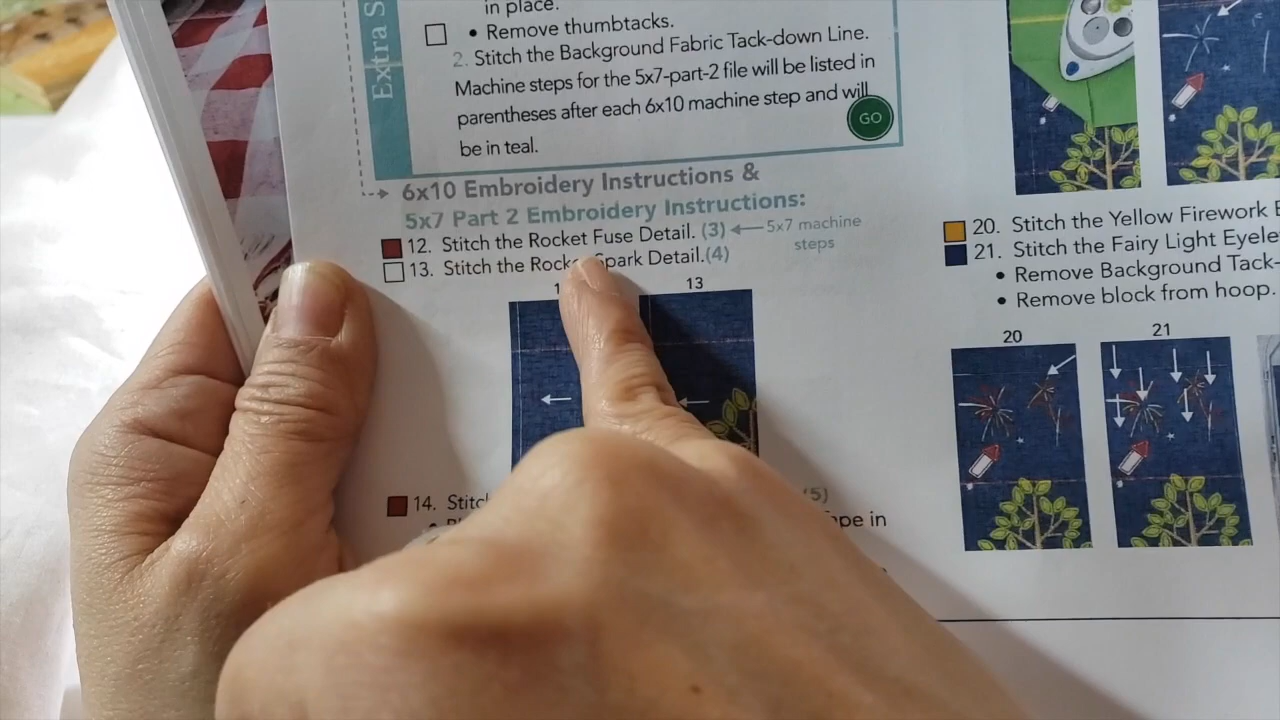 Extra S
in place.
• Remove thumbtacks.
2. Stitch the Background Fabric Tack-down Line.
Machine steps for the 5x7-part-2 file will be listed in
parentheses after each 6x10 machine step and will
be in teal.
GO
6x10 Embroidery Instructions &
5x7 Part 2 Embroidery Instructions:
12. Stitch the Rocket Fuse Detail. (3) 5x7 machine
steps
13. Stitch the Spark Detail.(4)
13
14.
(5)
in
20. Stitch the Yellow Firework
21. Stitch the Fairy Light
• Remove Background Tack-
• Remove block from hoop.
20
21